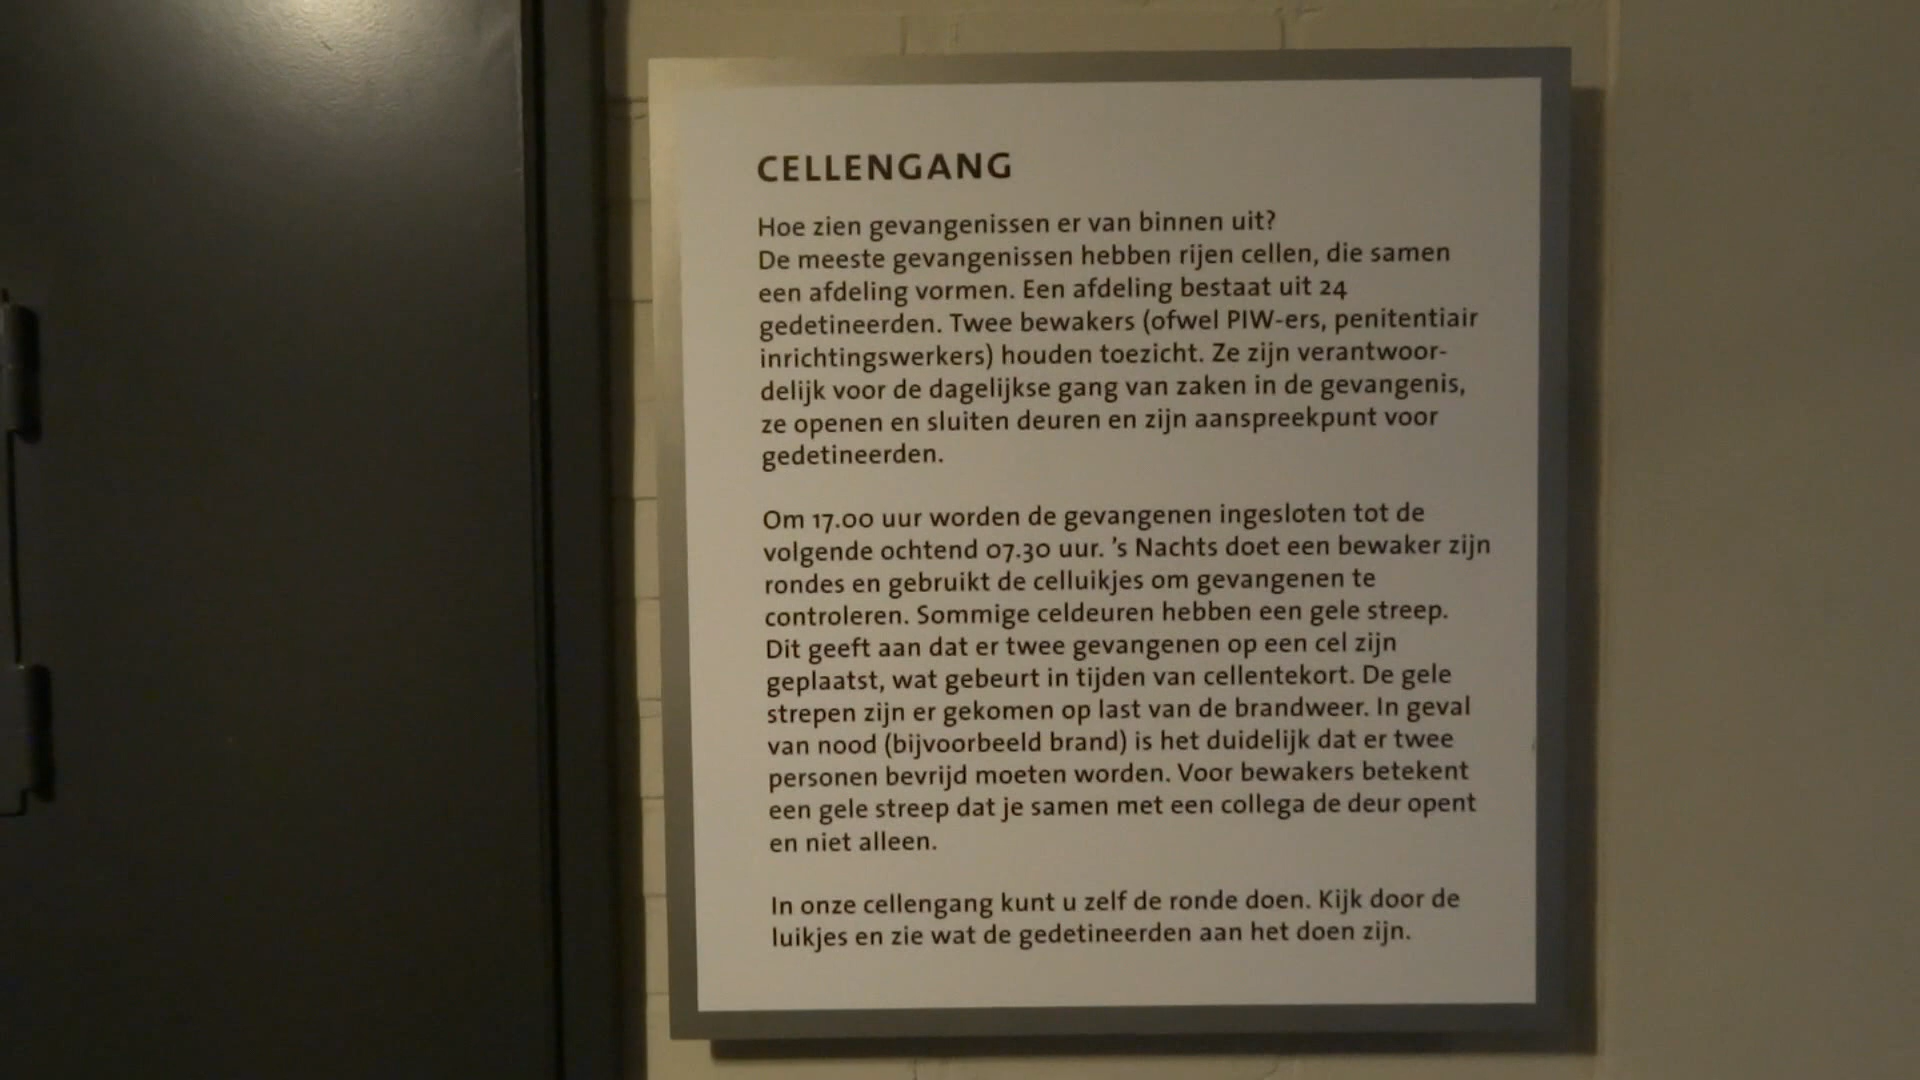 CELLENGANG
Hoe zien gevangenissen er van binnen uit?
De meeste gevangenissen hebben rijen cellen, die samen
een afdeling vormen. Een afdeling bestaat uit 24
gedetineerden. Twee bewakers (ofwel PIW-ers, penitentiair
inrichtingswerkers) houden toezicht. Ze zijn verantwoor-
delijk voor de dagelijkse gang van zaken in de gevangenis,
ze openen en sluiten deuren en zijn aanspreekpunt voor
gedetineerden.
Om 17.00 uur worden de gevangenen ingesloten tot de
volgende ochtend 07.30 uur. ’s Nachts doet een bewaker zijn
rondes en gebruikt de celluikjes om gevangenen te
controleren. Sommige celdeuren hebben een gele streep.
Dit geeft aan dat er twee gevangenen op een cel zijn
geplaatst, wat gebeurt in tijden van cellentekort. De gele
strepen zijn er gekomen op last van de brandweer. In geval
van nood (bijvoorbeeld brand) is het duidelijk dat er twee
personen bevrijd moeten worden. Voor bewakers betekent
een gele streep dat je samen met een collega de deur opent
en niet alleen.
In onze cellengang kunt u zelf de ronde doen. Kijk door de
luikjes en zie wat de gedetineerden aan het doen zijn.